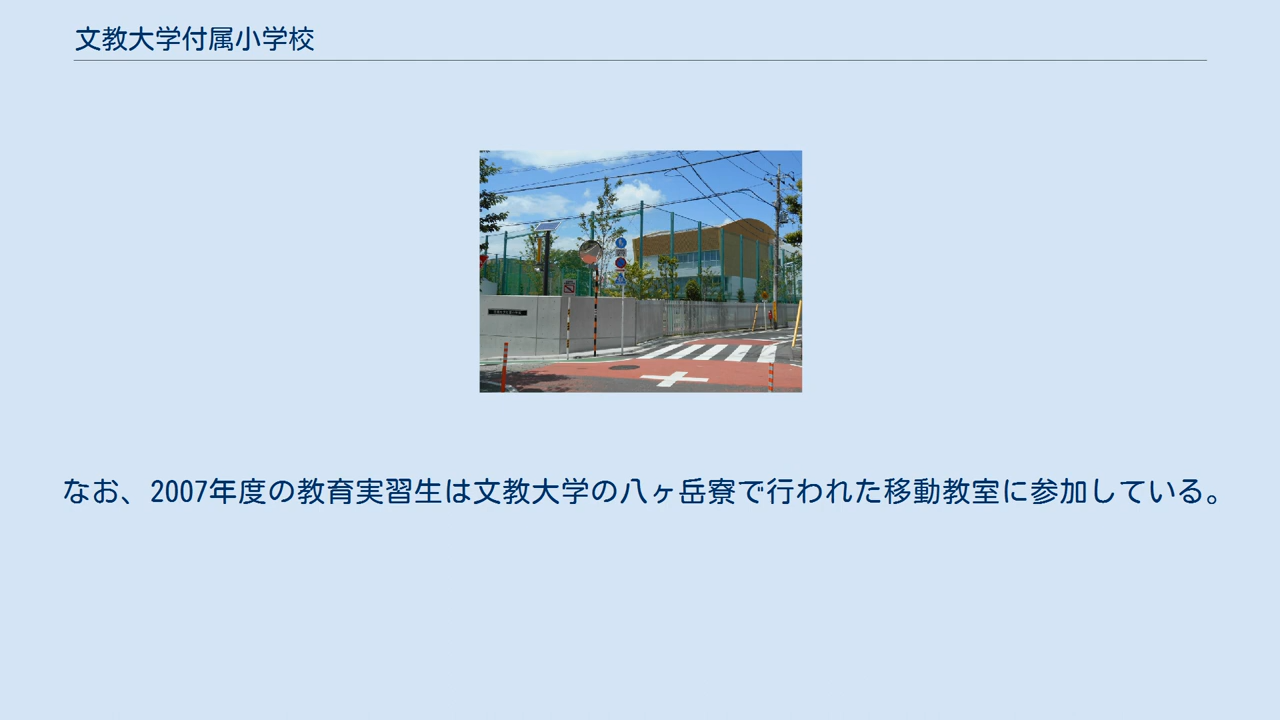 文教大学付属小学校
なお、2007年度の教育実習生は文教大学の八ヶ岳寮で行われた移動教室に参加している。